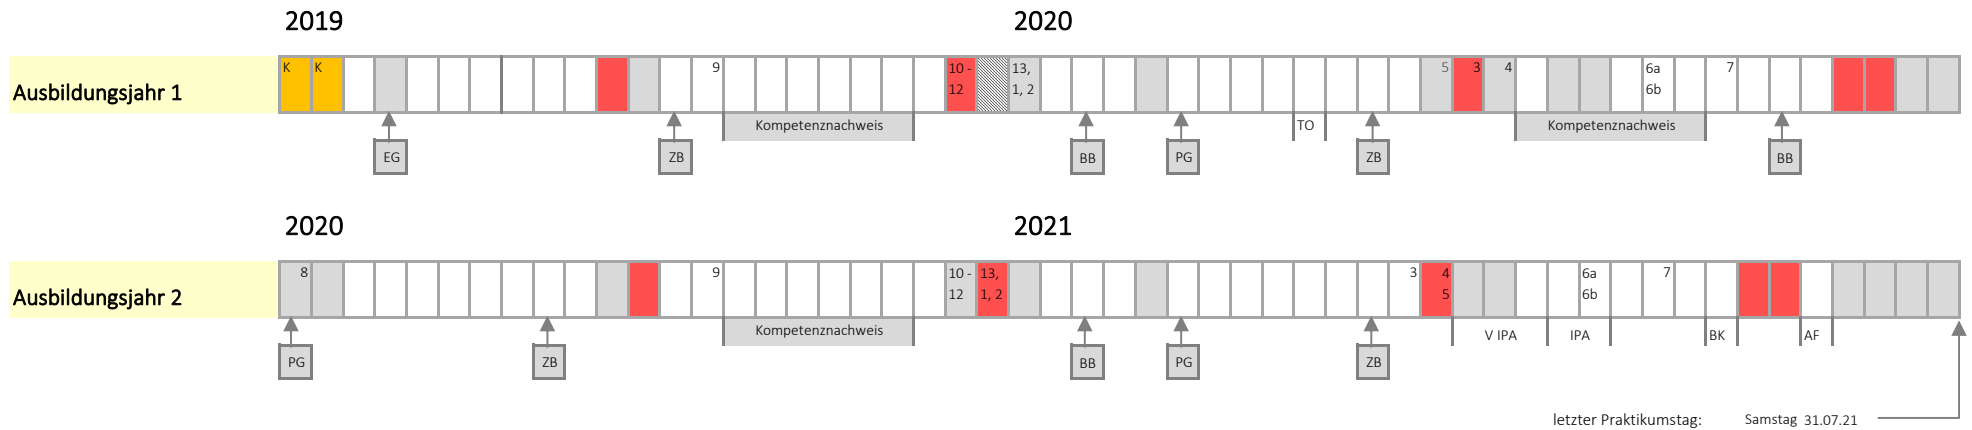 2019 2020
K K 9 10 - 13, 5 3 4 6a 7
Ausbildungsjahr 1 12 1, 2 6b
Kompetenznachweis TO Kompetenznachweis
EG ZB BB PG ZB BB
2020 2021
8 9 10 - 13, 3 4 6a 7
Ausbildungsjahr 2 12 1, 2 5 6b
Kompetenznachweis V IPA IPA BK AF
PG ZB BB PG ZB
letzter Praktikumstag: Samstag 31.07.21